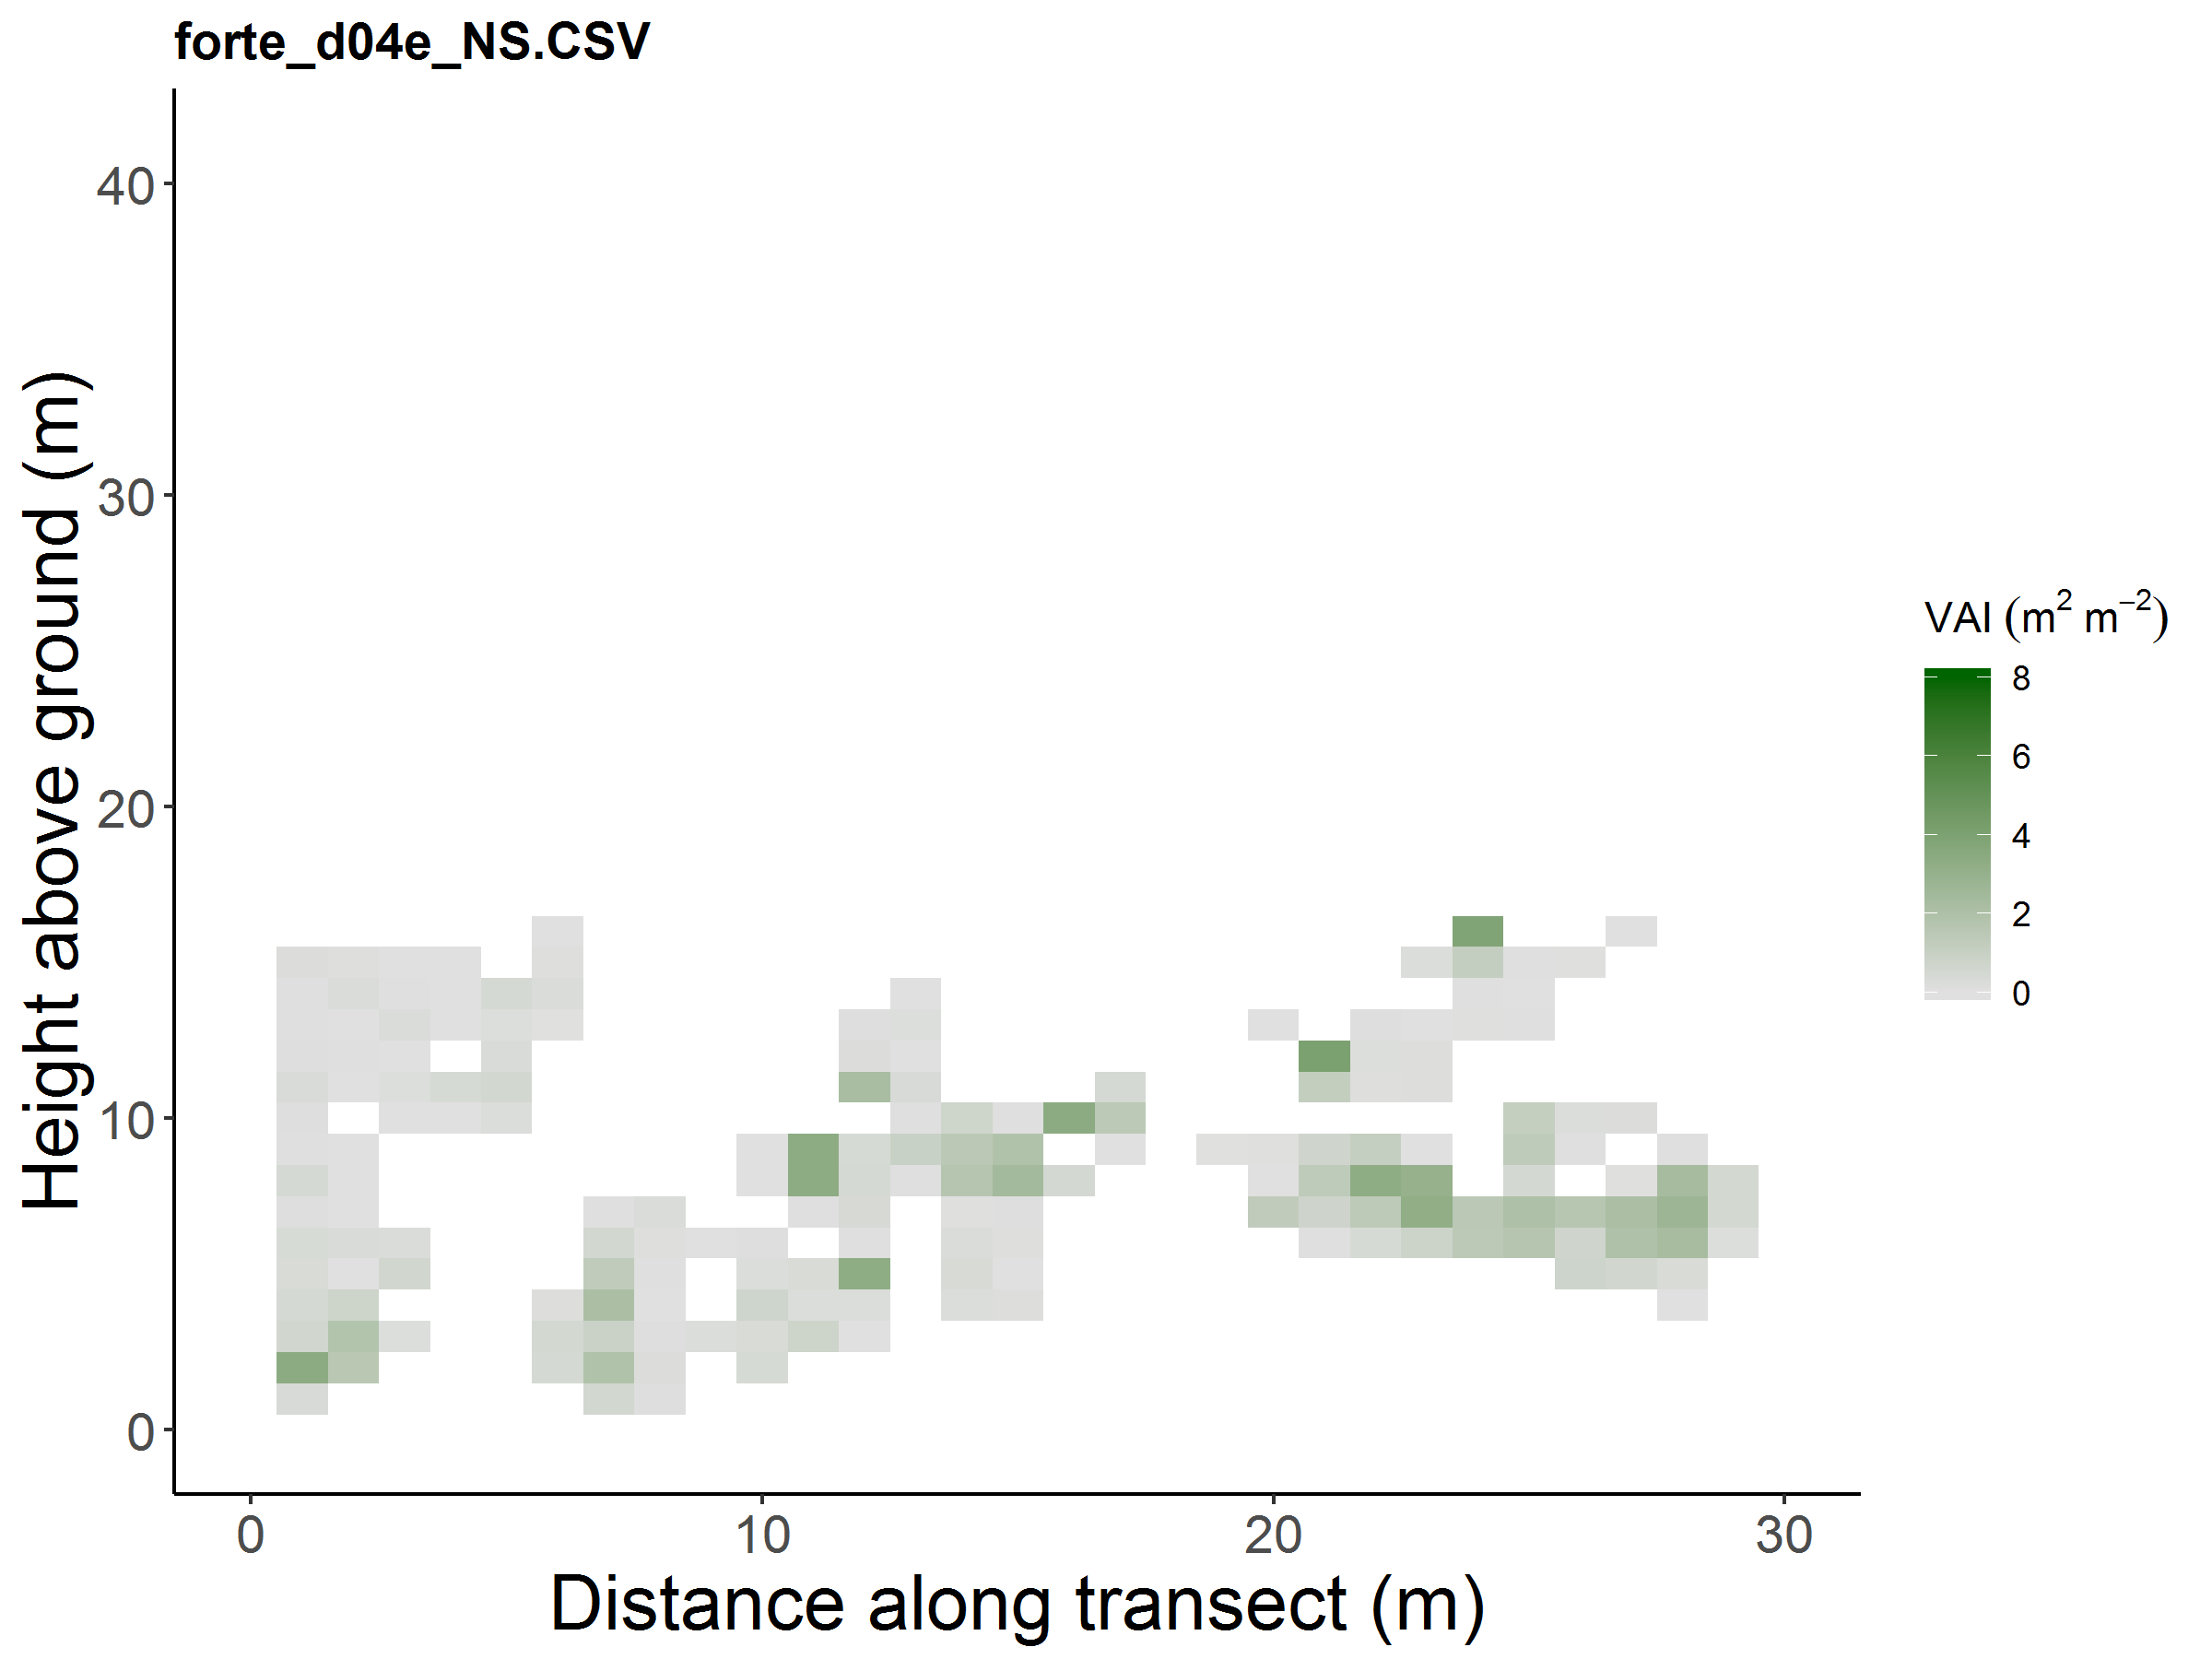 forte_d04e_NS.CSV
Height above ground (m)
40
30
20
10
0
0 10 20 30
Distance along transect (m)
VAI (m² m⁻²)
8
6
4
2
0